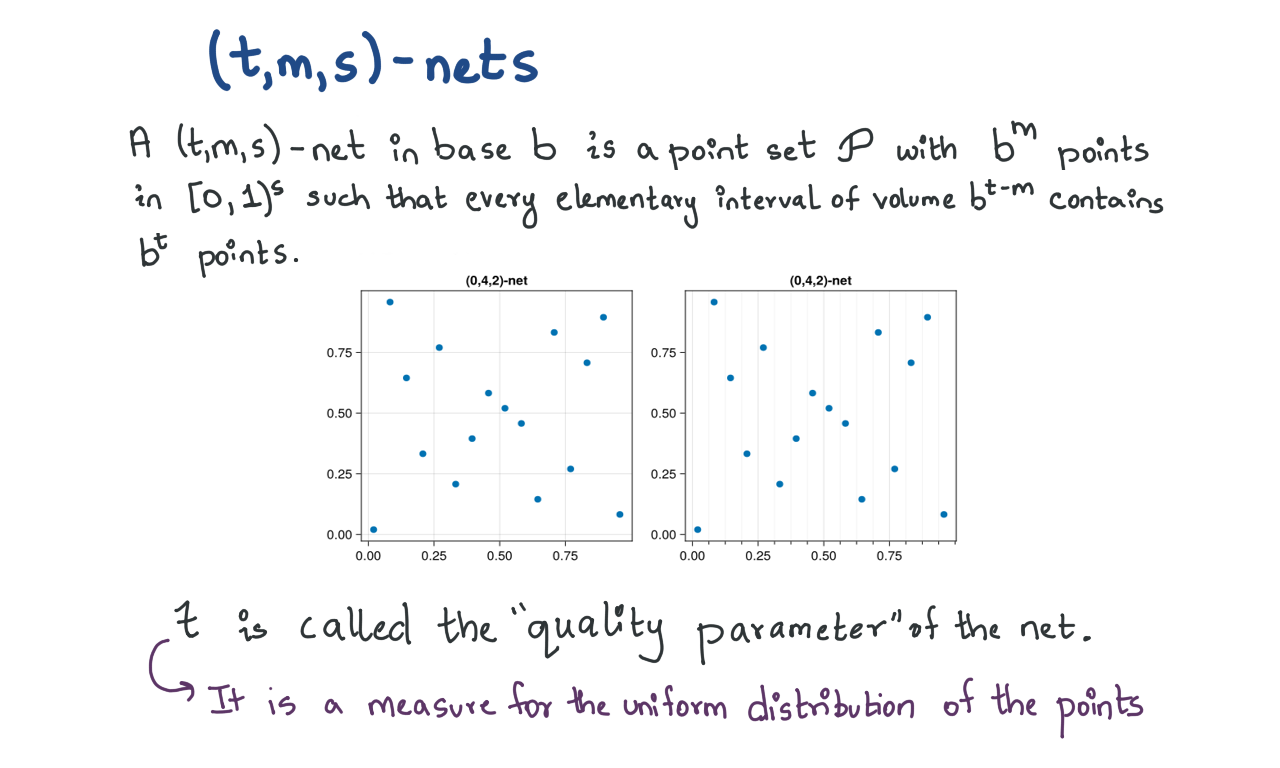 (t,m,s)-nets
A (t,m,s)-net in base b is a point set P with b^m points
in [0,1)^s such that every elementary interval of volume b^{t-m} contains
b^t points.
(0,4,2)-net
(0,4,2)-net
0.75
0.50
0.25
0.00
0.00 0.25 0.50 0.75
0.75
0.50
0.25
0.00
0.00 0.25 0.50 0.75
t is called the "quality parameter" of the net.
It is a measure for the uniform distribution of the points